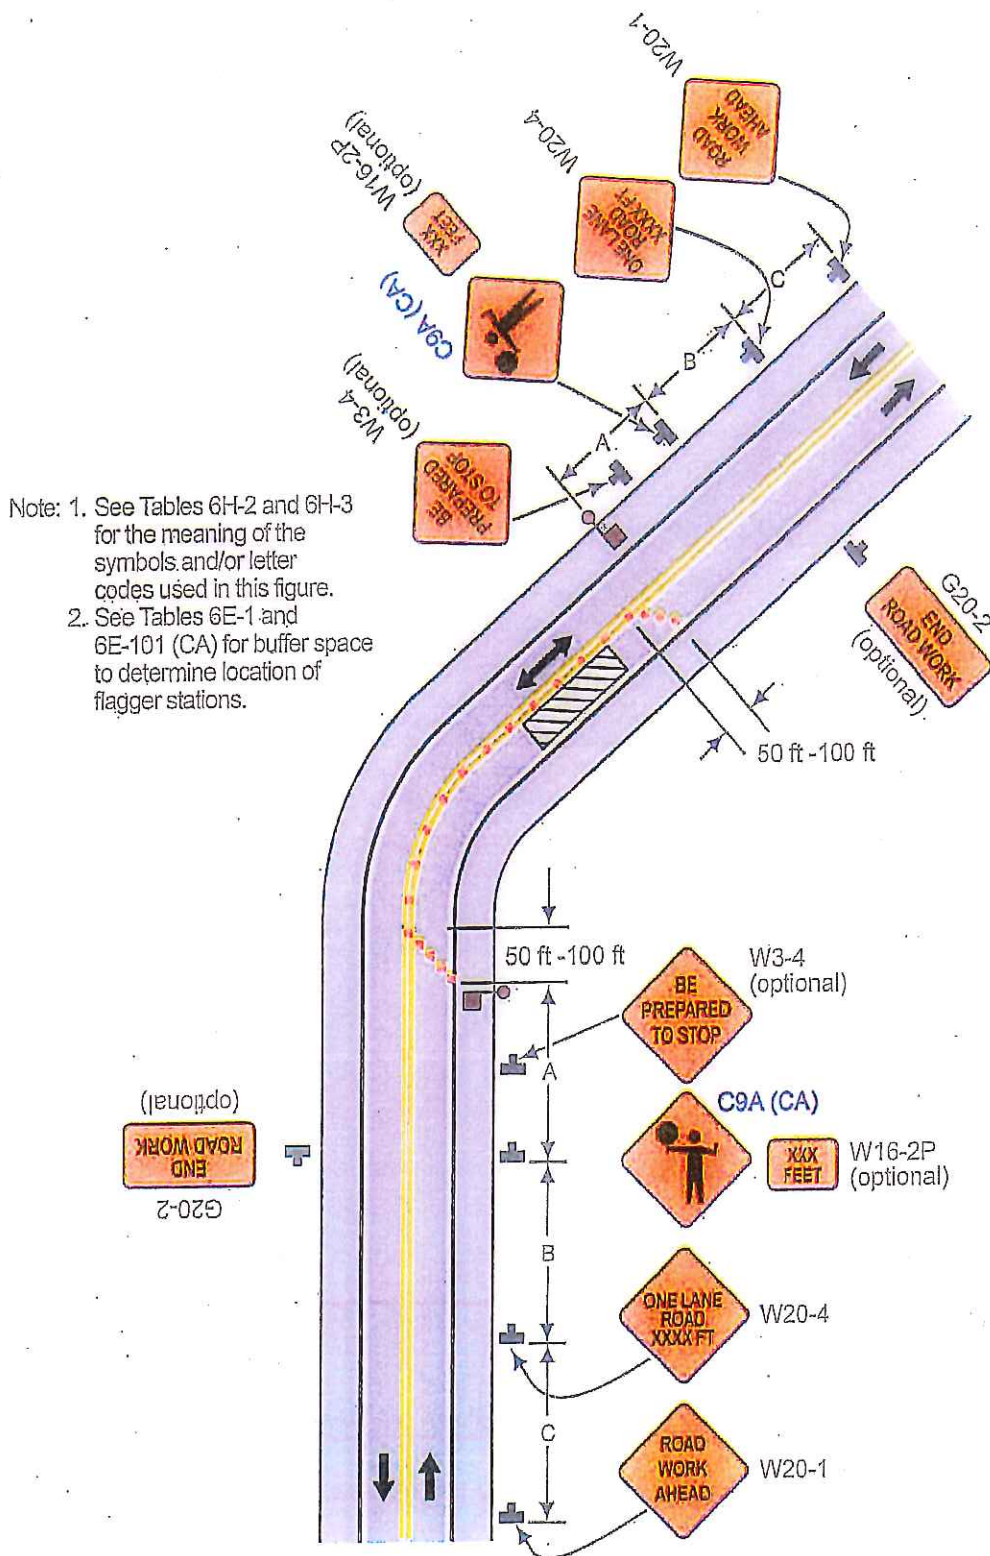 W20-1
ROAD
WORK
AHEAD
W20-4
ONE LANE
ROAD
XXXX FT
W16-2P
(optional)
XXX
FEET
C9A (CA)
W3-4
(optional)
BE
PREPARED
TO STOP
C
B
A
Note: 1. See Tables 6H-2 and 6H-3
for the meaning of the
symbols and/or letter
codes used in this figure.
2. See Tables 6E-1 and
6E-101 (CA) for buffer space
to determine location of
flagger stations.
G20-2
END
ROAD WORK
(optional)
50 ft -100 ft
50 ft -100 ft
W3-4
(optional)
BE
PREPARED
TO STOP
A
C9A (CA)
XXX
FEET
W16-2P
(optional)
(optional)
END
ROAD WORK
G20-2
B
ONE LANE
ROAD
XXXX FT
W20-4
C
ROAD
WORK
AHEAD
W20-1